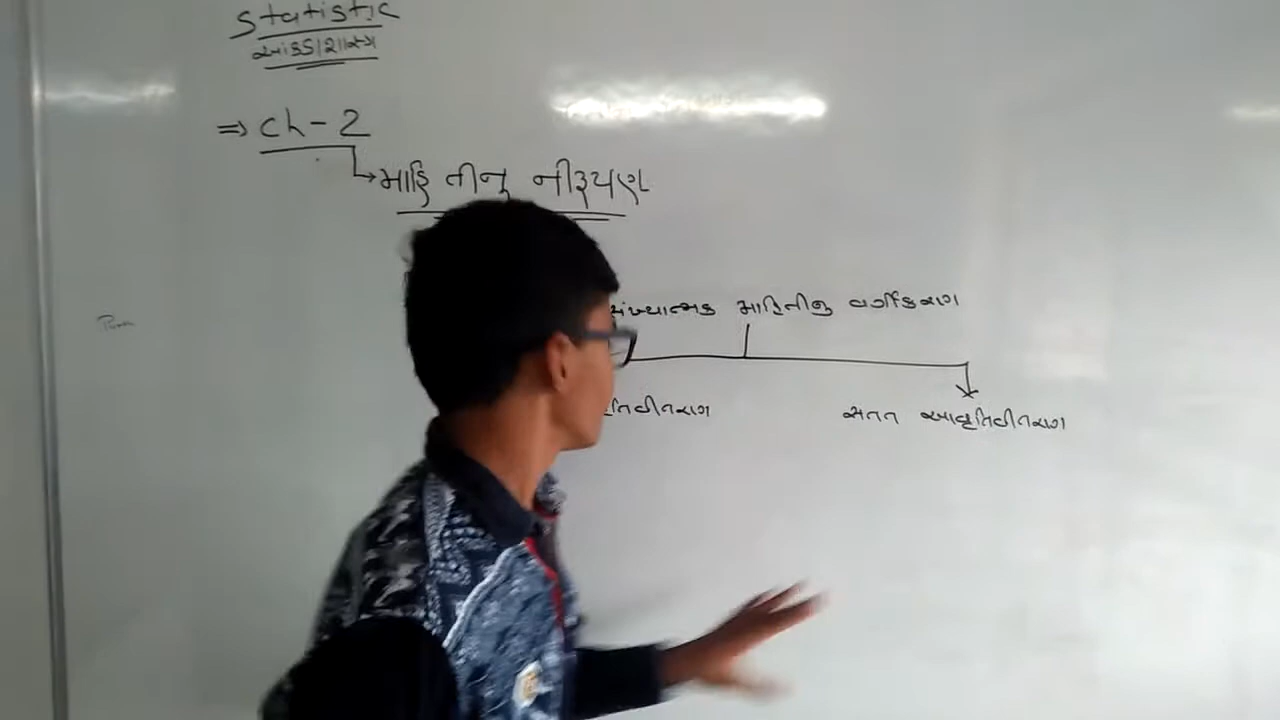 Statistic
આંકડાશાસ્ત્ર
⇒ Ch-2
માહિતીનુ નીરૂપણ
સંખ્યાત્મક માહિતીનુ વર્ગીકરણ
સતત આવૃતિવીતરણ